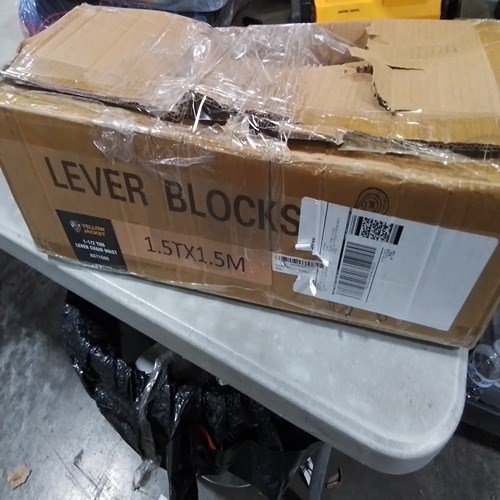 LEVER BLOCKS
YELLOW
JACKET
1-1/2 TON
LEVER CHAIN HOIST
1.5TX1.5M